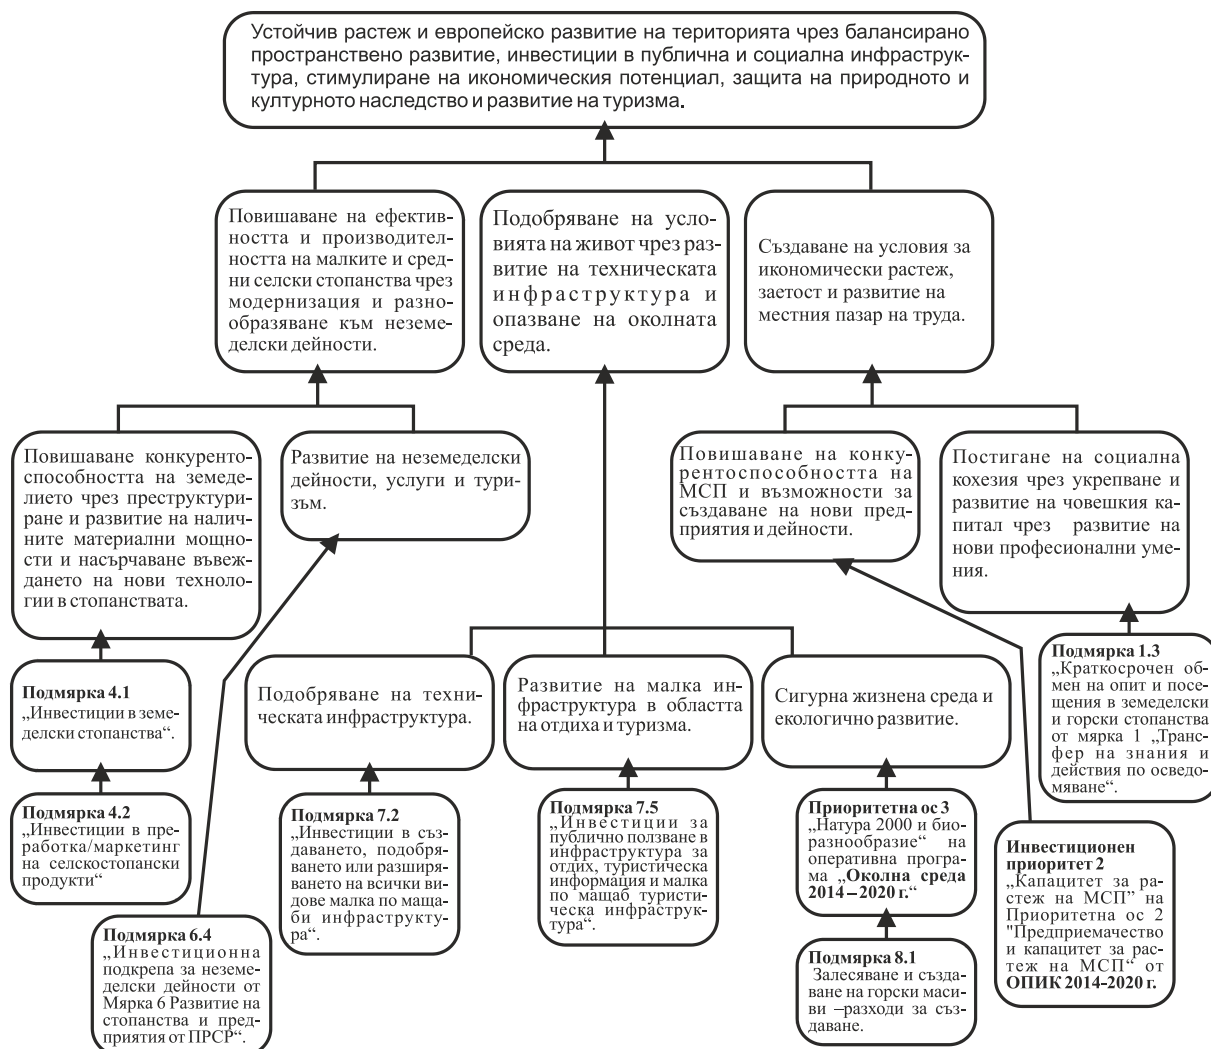 Устойчив растеж и европейско развитие на територията чрез балансирано
пространствено развитие, инвестиции в публична и социална инфраструк-
тура, стимулиране на икономическия потенциал, защита на природното и
културното наследство и развитие на туризма.
Повишаване на ефектив-
ността и производител-
ността на малките и сред-
ни селски стопанства чрез
модернизация и разно-
образяване към неземе-
делски дейности.
Подобряване на усло-
вията на живот чрез раз-
витие на техническата
инфраструктура и
опазване на околната
среда.
Създаване на условия за
икономически растеж,
заетост и развитие на
местния пазар на труда.
Повишаване конкуренто-
способността на земеде-
лието чрез преструктури-
ране и развитие на налич-
ните материални мощнос-
ти и насърчаване въвеж-
дането на нови техноло-
гии в стопанствата.
Развитие на неземеделски
дейности, услуги и тури-
зъм.
Повишаване на конку-
рентоспособността на
МСП и възможности за
създаване на нови пред-
приятия и дейности.
Постигане на социална
кохезия чрез укрепване и
развитие на човешкия ка-
питал чрез развитие на
нови професионални уме-
ния.
Подмярка 4.1
„Инвестиции вземе-
делски стопанства“.
Подобряване на техни-
ческата инфраструктура.
Развитие на малка ин-
фраструктура в областта
на отдиха и туризма.
Сигурна жизнена среда и
екологично развитие.
Подмярка 1.3
„Краткосрочен об-
мен на опит и посе-
щения в земеделски
и горски стопанства
от мярка 1 „Транс-
фер на знания и
действия по осведо-
мяване“.
Подмярка 4.2
„Инвестиции в пре-
работка/маркетинг
на селскостопански
продукти“
Подмярка 7.2
„Инвестиции в съз-
даването, подобря-
ването или разширя-
ването на всички ви-
дове малка по маща-
би инфраструкту-
ра“.
Подмярка 7.5
„Инвестиции за
публично ползване в
инфраструктура за
отдих, туристическа
информация и малка
по мащаб туристи-
ческа инфраструк-
тура“.
Приоритетна ос 3
„Натура 2000 и био-
разнообразие“ на
оперативна програ-
ма „Околна среда
2014 – 2020 г.“
Инвестиционен
приоритет 2
„Капацитет за рас-
теж на МСП” на
Приоритетна ос 2
"Предприемачество
и капацитет за рас-
теж на МСП“ от
ОПИК 2014-2020 г.
Подмярка 6.4
„Инвестиционна
подкрепа за неземе-
делски дейности от
Мярка 6 Развитие на
стопанства и пред-
приятия от ПРСР“.
Подмярка 8.1
Залесяване и създа-
ване на горски маси-
ви –разходи за създа-
ване.